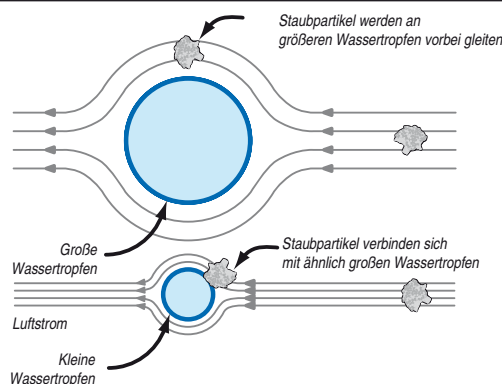 Staubpartikel werden an
größeren Wassertropfen vorbei gleiten
Große
Wassertropfen
Staubpartikel verbinden sich
mit ähnlich großen Wassertropfen
Luftstrom
Kleine
Wassertropfen